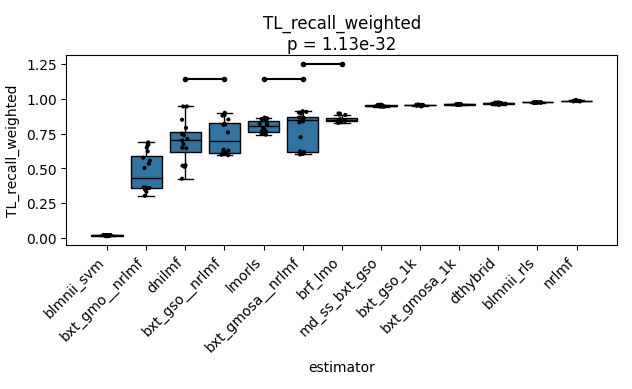 TL_recall_weighted
p = 1.13e-32
TL_recall_weighted
1.25
1.00
0.75
0.50
0.25
0.00
blmnii_svm
bxt_gmo__nrlmf
dnilmf
bxt_gso__nrlmf
lmorls
bxt_gmosa__nrlmf
brf_lmo
md_ss_bxt_gso
bxt_gso_1k
bxt_gmosa_1k
dthybrid
blmnii_rls
nrlmf
estimator